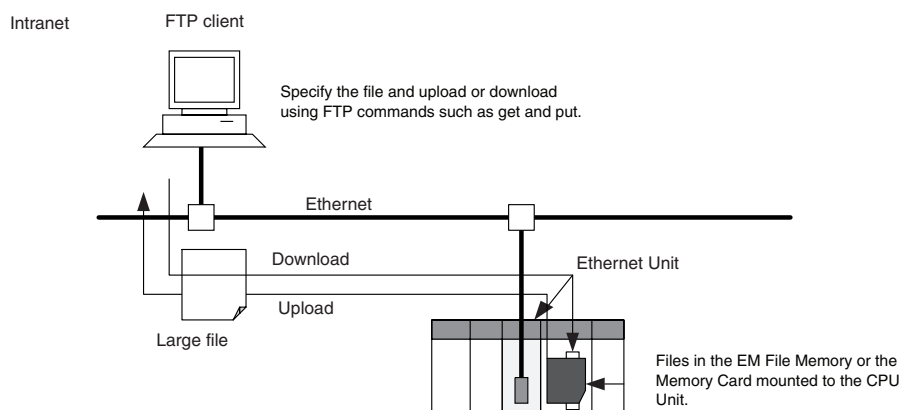 Intranet
FTP client
Specify the file and upload or download
using FTP commands such as get and put.
Ethernet
Download
Ethernet Unit
Upload
Large file
Files in the EM File Memory or the
Memory Card mounted to the CPU
Unit.